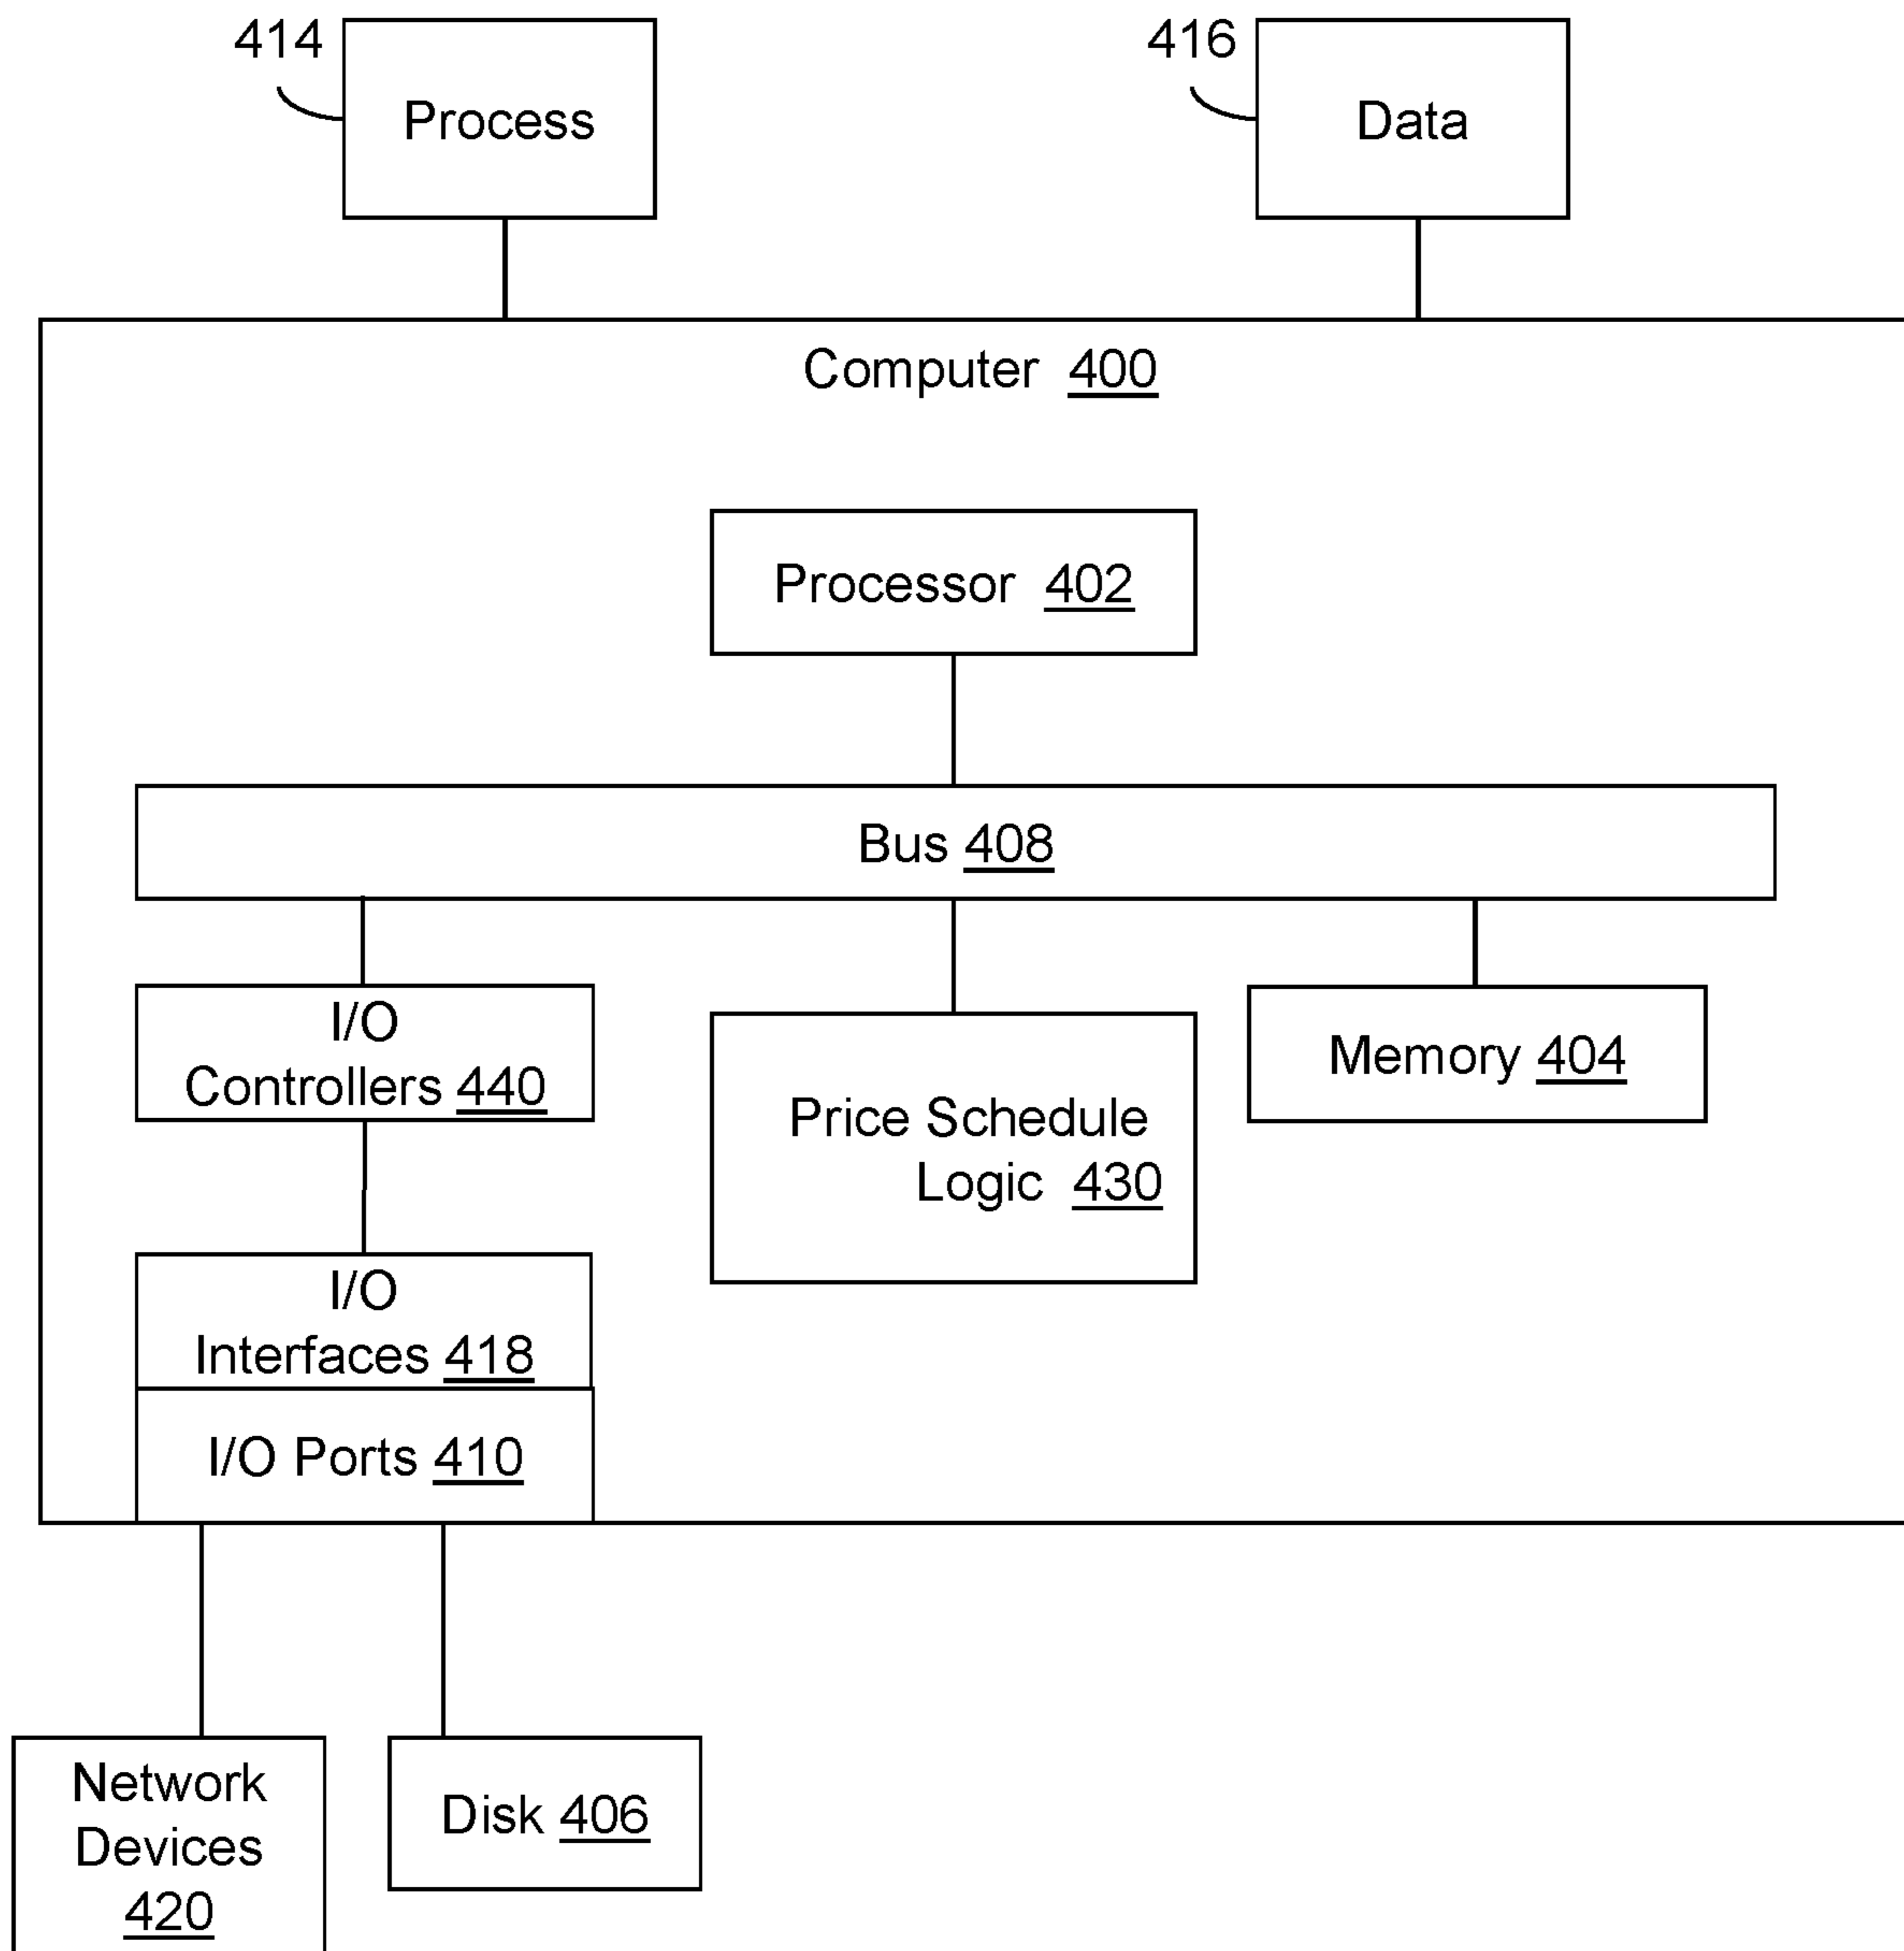 414
Process
416
Data
Computer 400
Processor 402
Bus 408
I/O
Controllers 440
Price Schedule
Logic 430
Memory 404
I/O
Interfaces 418
I/O Ports 410
Network
Devices
420
Disk 406